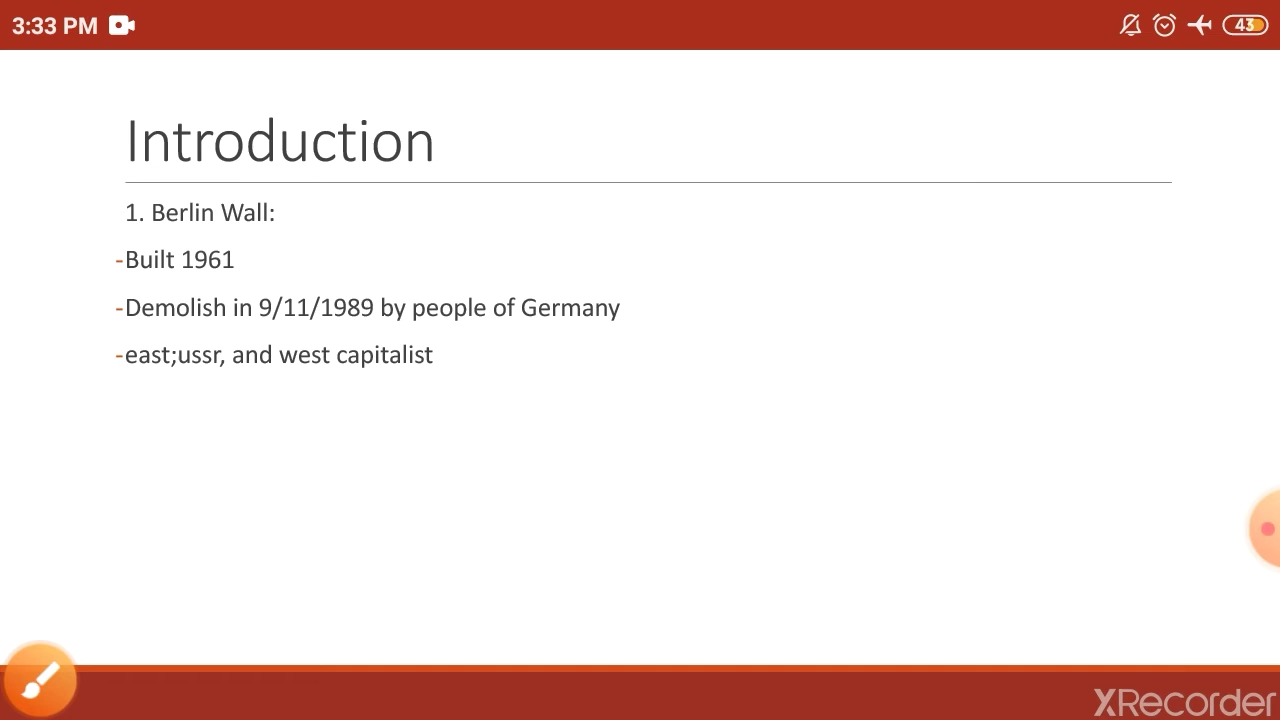 3:33 PM
43
Introduction
1. Berlin Wall:
-Built 1961
-Demolish in 9/11/1989 by people of Germany
-east;ussr, and west capitalist
XRecorder